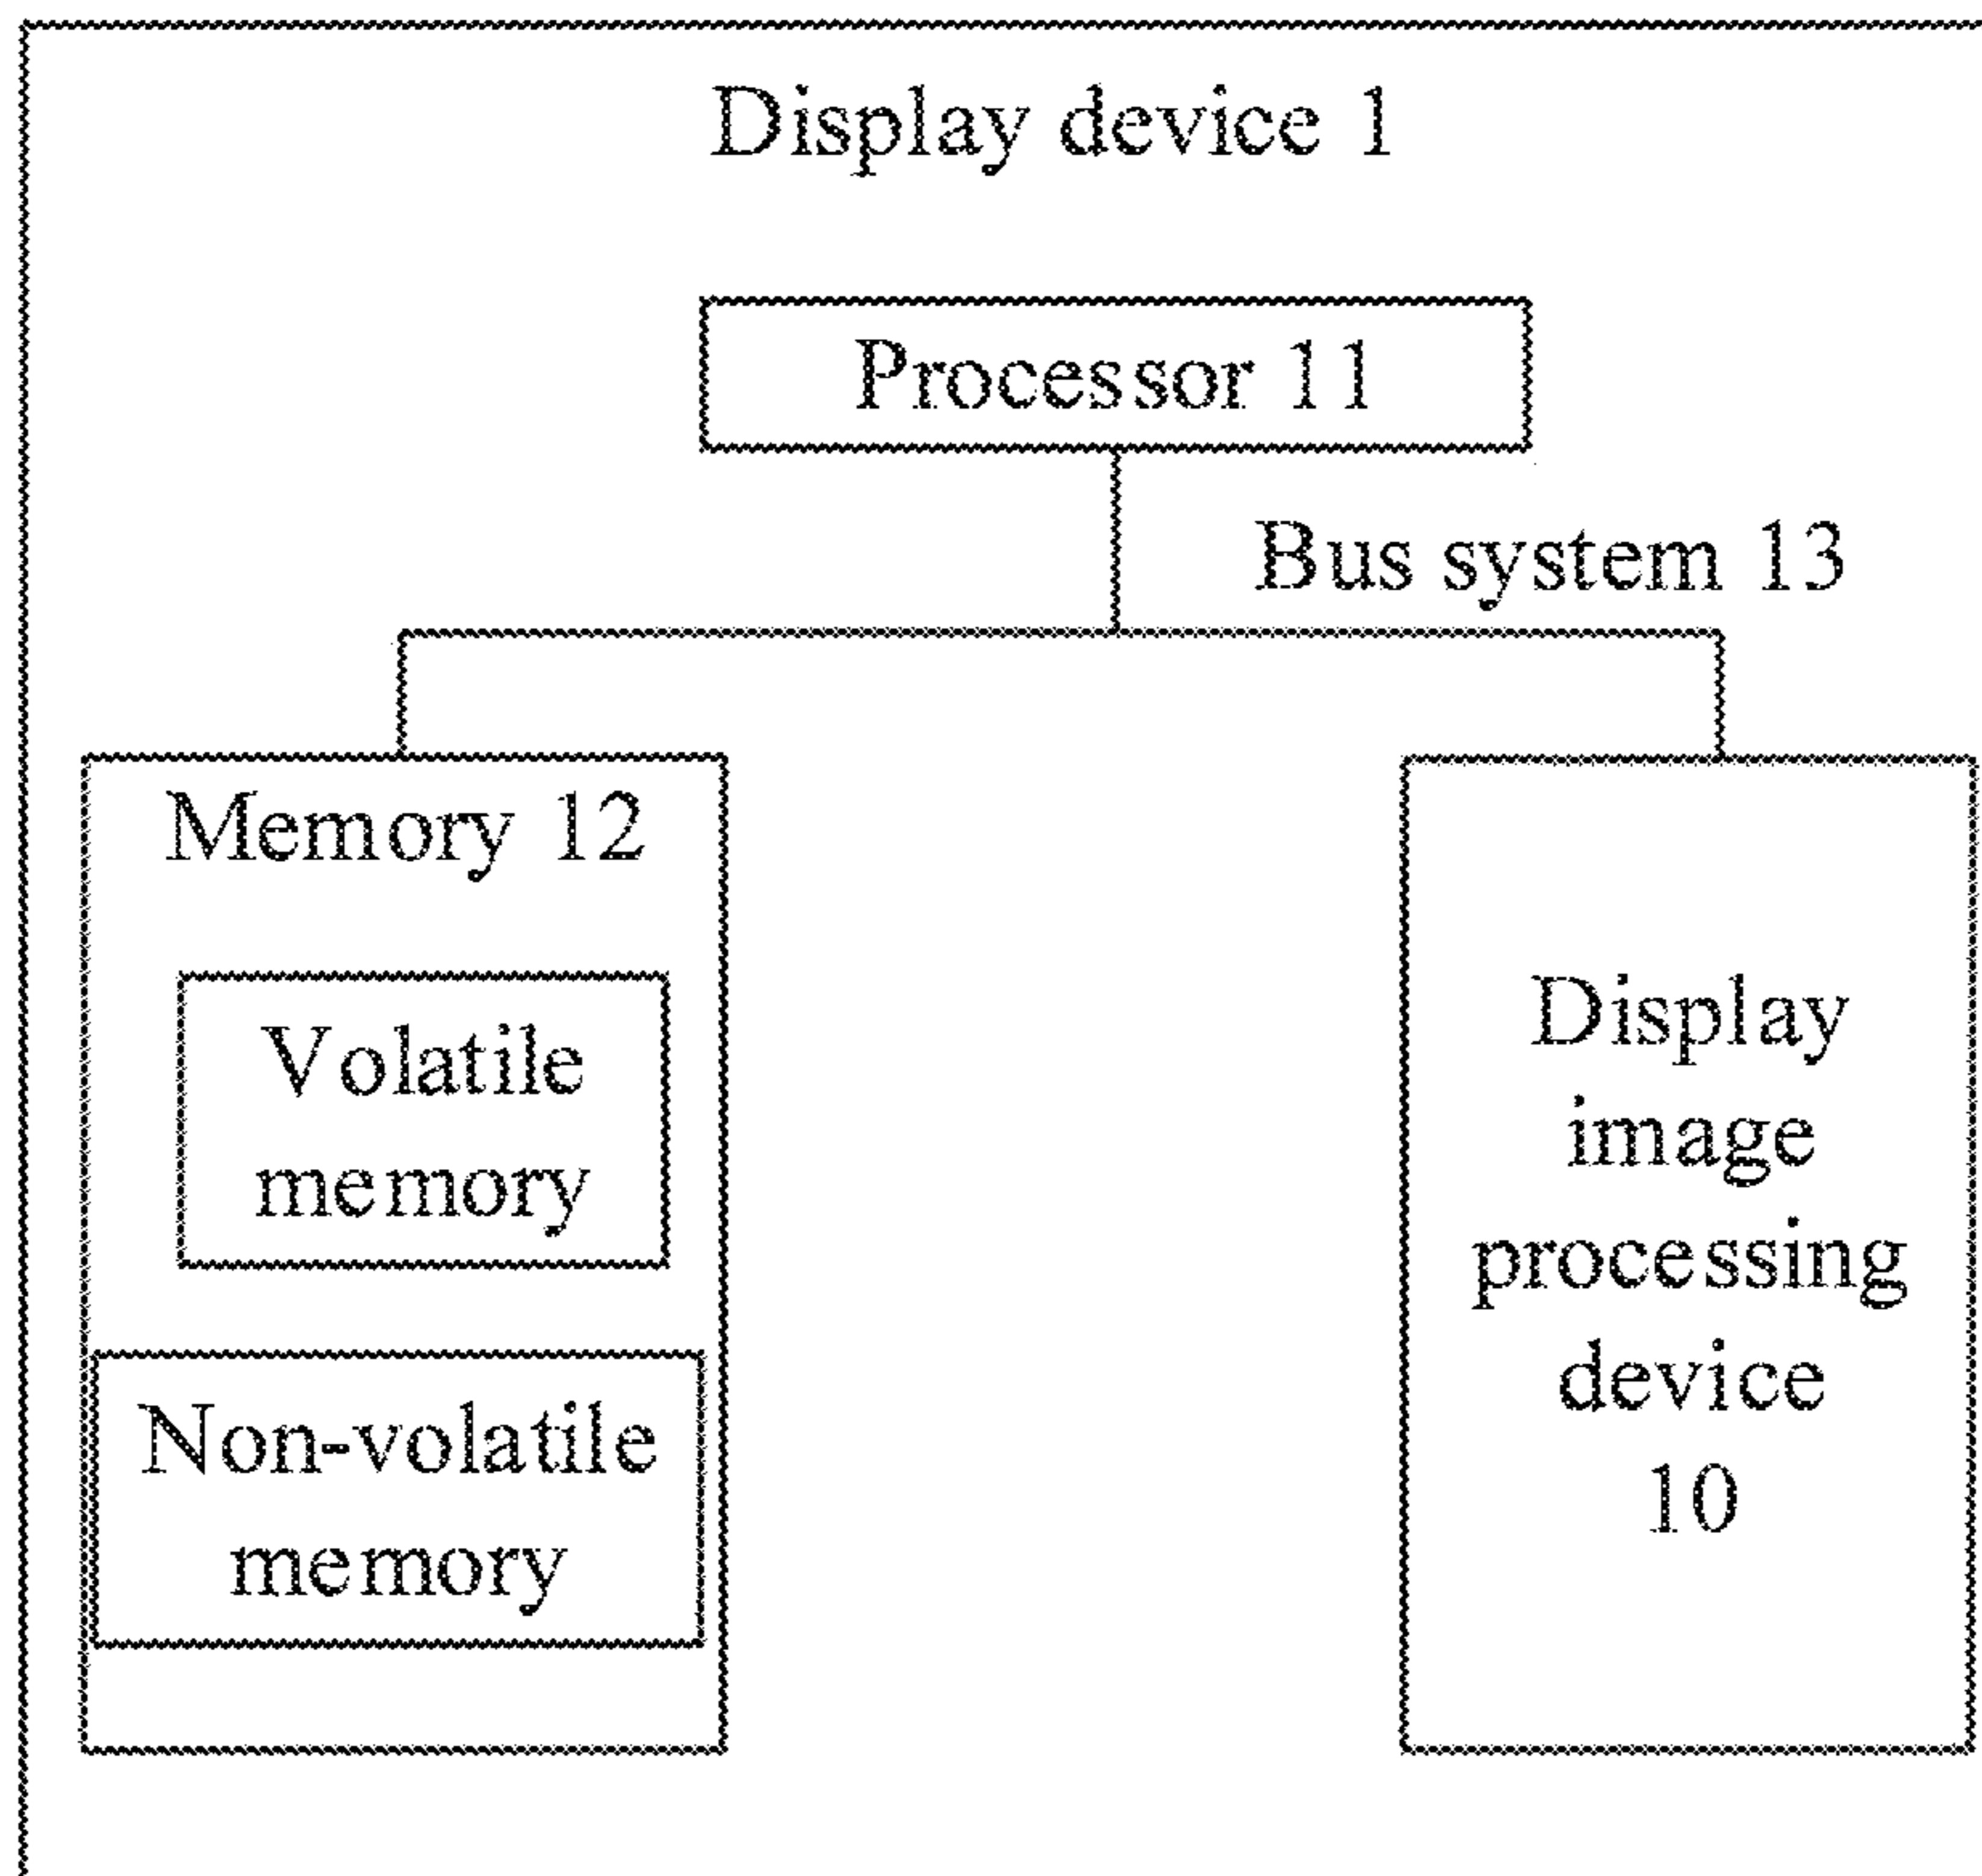 Display device 1
Processor 11
Bus system 13
Memory 12
Volatile
memory
Non-volatile
memory
Display
image
processing
device
10